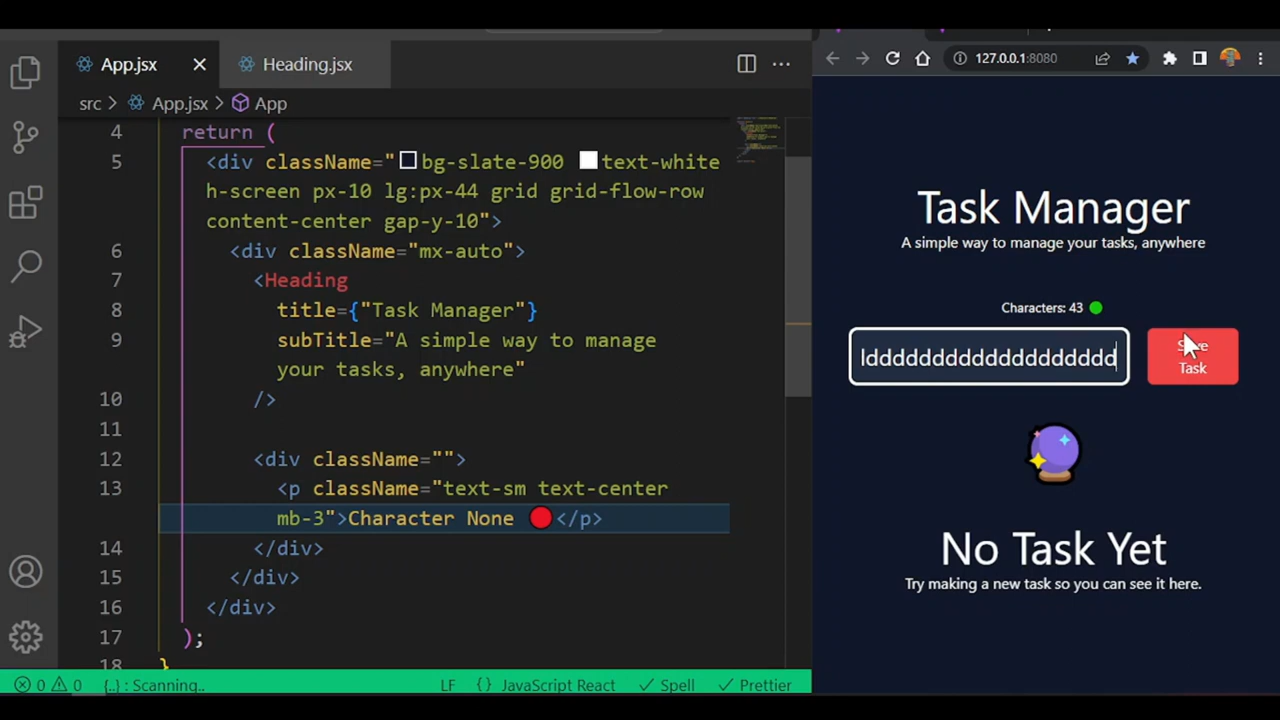 App.jsx
Heading.jsx
src > App.jsx > App
4 return (
5 <div className="bg-slate-900 text-white
h-screen px-10 lg:px-44 grid grid-flow-row
content-center gap-y-10">
6 <div className="mx-auto">
7 <Heading
8 title={"Task Manager"}
9 subTitle="A simple way to manage
your tasks, anywhere"
10 />
11
12 <div className="">
13 <p className="text-sm text-center
mb-3">Character None 🔴</p>
14 </div>
15 </div>
16 </div>
17 );
18 }
0 0 {..} : Scanning.. LF {} JavaScript React ✓ Spell ✓ Prettier
127.0.0.1:8080
Task Manager
A simple way to manage your tasks, anywhere
Characters: 43
Task
No Task Yet
Try making a new task so you can see it here.